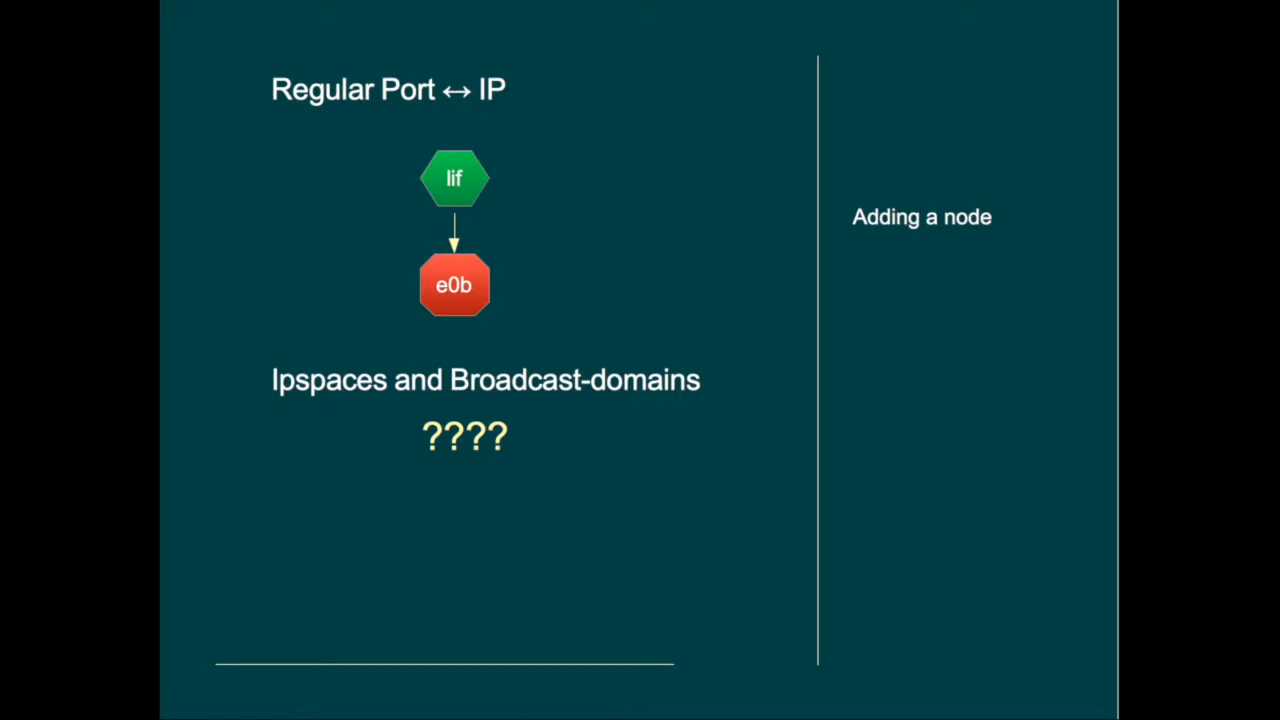 Regular Port ↔ IP
lif
e0b
Ipspaces and Broadcast-domains
????
Adding a node